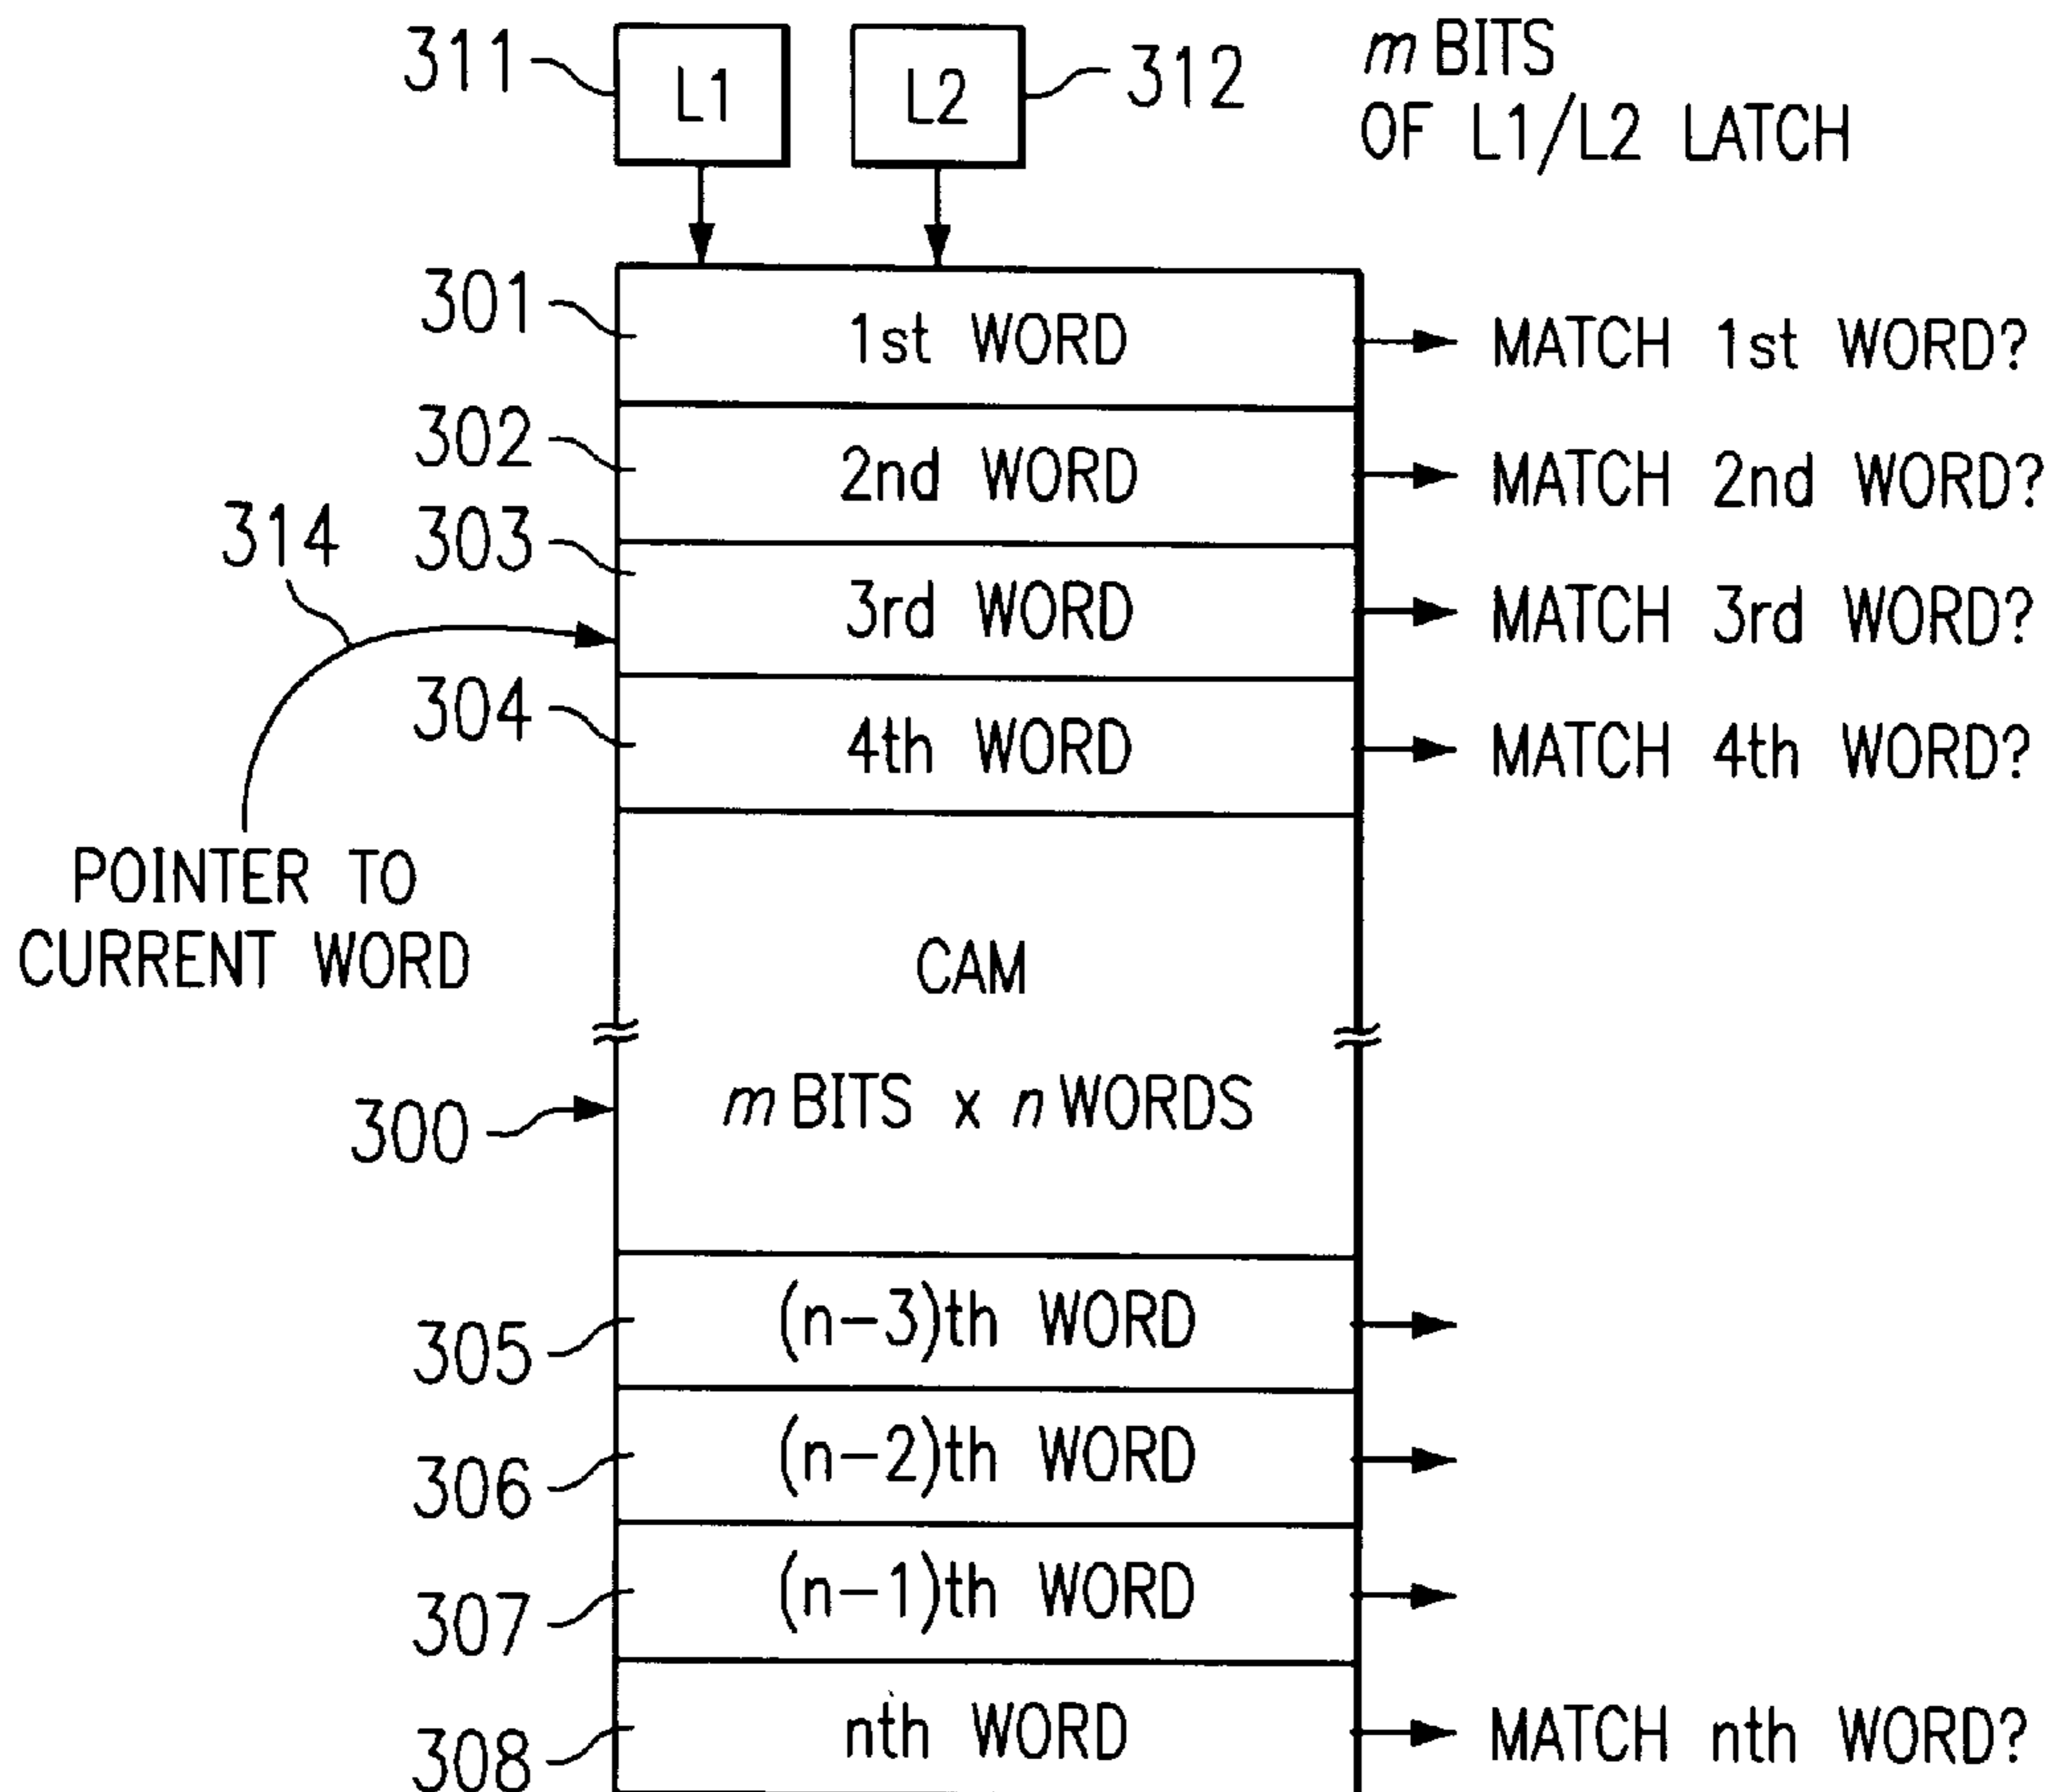 311
L1
L2
312
m BITS
OF L1/L2 LATCH
301
1st WORD
MATCH 1st WORD?
302
2nd WORD
MATCH 2nd WORD?
314
303
3rd WORD
MATCH 3rd WORD?
304
4th WORD
MATCH 4th WORD?
POINTER TO
CURRENT WORD
CAM
300
m BITS x n WORDS
305
(n-3)th WORD
306
(n-2)th WORD
307
(n-1)th WORD
308
nth WORD
MATCH nth WORD?